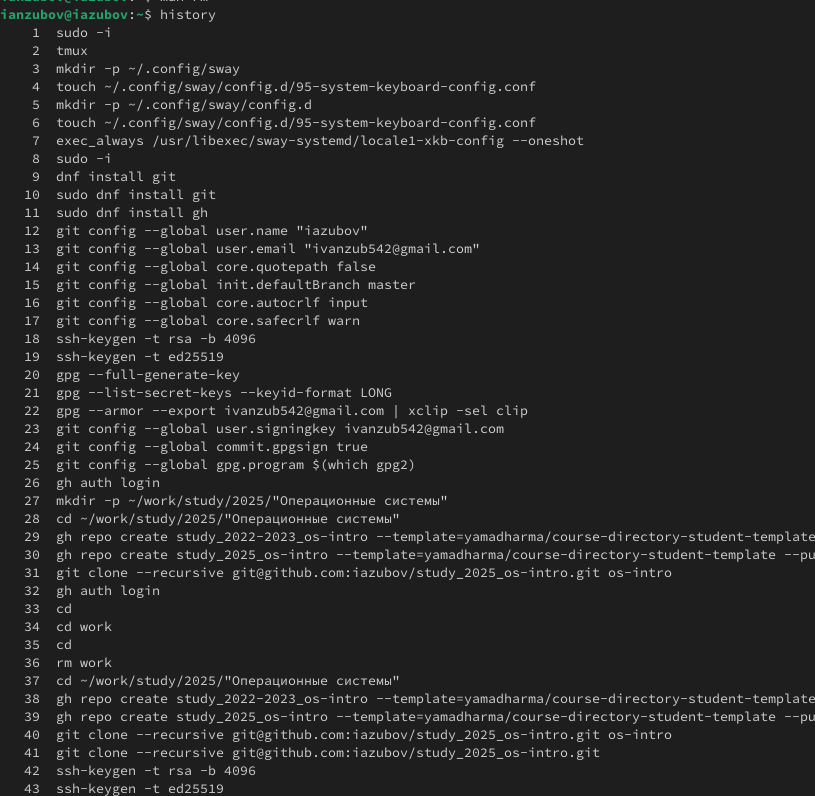 ianzubov@iazubov:~$ history
1 sudo -i
2 tmux
3 mkdir -p ~/.config/sway
4 touch ~/.config/sway/config.d/95-system-keyboard-config.conf
5 mkdir -p ~/.config/sway/config.d
6 touch ~/.config/sway/config.d/95-system-keyboard-config.conf
7 exec_always /usr/libexec/sway-systemd/locale1-xkb-config --oneshot
8 sudo -i
9 dnf install git
10 sudo dnf install git
11 sudo dnf install gh
12 git config --global user.name "iazubov"
13 git config --global user.email "ivanzub542@gmail.com"
14 git config --global core.quotepath false
15 git config --global init.defaultBranch master
16 git config --global core.autocrlf input
17 git config --global core.safecrlf warn
18 ssh-keygen -t rsa -b 4096
19 ssh-keygen -t ed25519
20 gpg --full-generate-key
21 gpg --list-secret-keys --keyid-format LONG
22 gpg --armor --export ivanzub542@gmail.com | xclip -sel clip
23 git config --global user.signingkey ivanzub542@gmail.com
24 git config --global commit.gpgsign true
25 git config --global gpg.program $(which gpg2)
26 gh auth login
27 mkdir -p ~/work/study/2025/"Операционные системы"
28 cd ~/work/study/2025/"Операционные системы"
29 gh repo create study_2022-2023_os-intro --template=yamadharma/course-directory-student-template
30 gh repo create study_2025_os-intro --template=yamadharma/course-directory-student-template --pu
31 git clone --recursive git@github.com:iazubov/study_2025_os-intro.git os-intro
32 gh auth login
33 cd
34 cd work
35 cd
36 rm work
37 cd ~/work/study/2025/"Операционные системы"
38 gh repo create study_2022-2023_os-intro --template=yamadharma/course-directory-student-template
39 gh repo create study_2025_os-intro --template=yamadharma/course-directory-student-template --pu
40 git clone --recursive git@github.com:iazubov/study_2025_os-intro.git os-intro
41 git clone --recursive git@github.com:iazubov/study_2025_os-intro.git
42 ssh-keygen -t rsa -b 4096
43 ssh-keygen -t ed25519